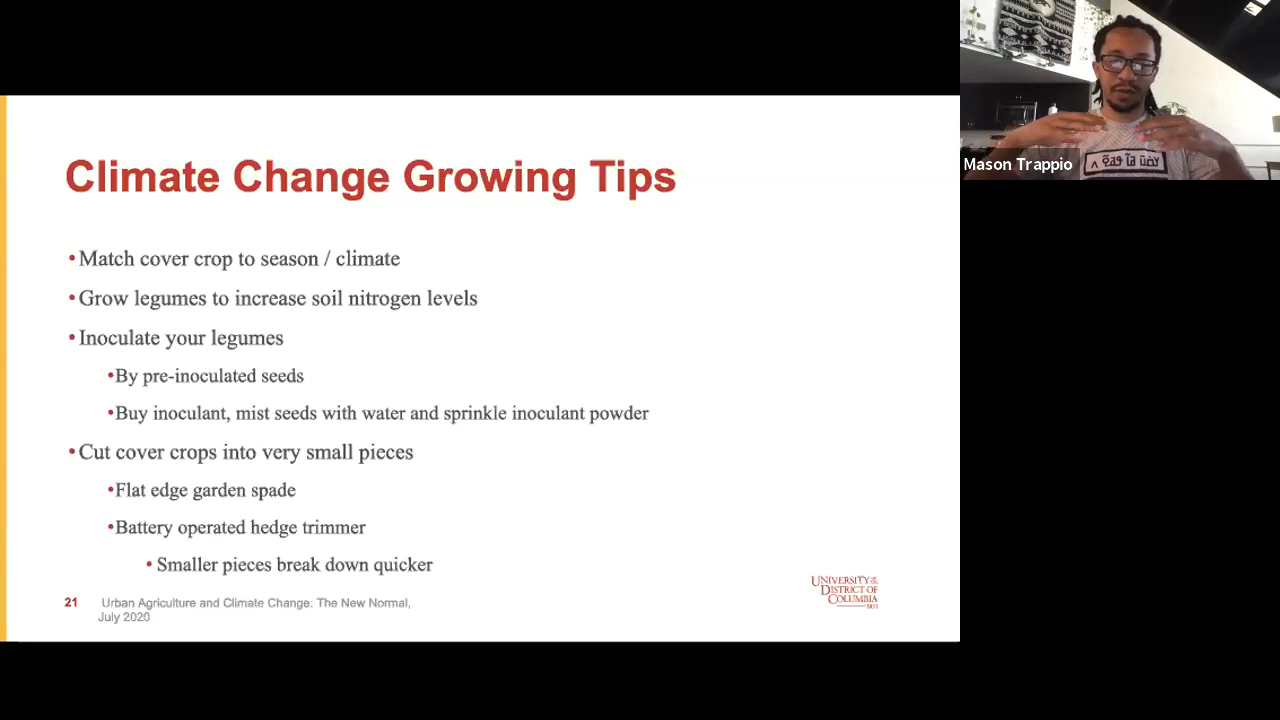 Climate Change Growing Tips
•Match cover crop to season / climate
•Grow legumes to increase soil nitrogen levels
•Inoculate your legumes
•By pre-inoculated seeds
•Buy inoculant, mist seeds with water and sprinkle inoculant powder
•Cut cover crops into very small pieces
•Flat edge garden spade
•Battery operated hedge trimmer
• Smaller pieces break down quicker
21 Urban Agriculture and Climate Change: The New Normal,
July 2020
UNIVERSITY OF THE
DISTRICT OF
COLUMBIA
1851
Mason Trappio